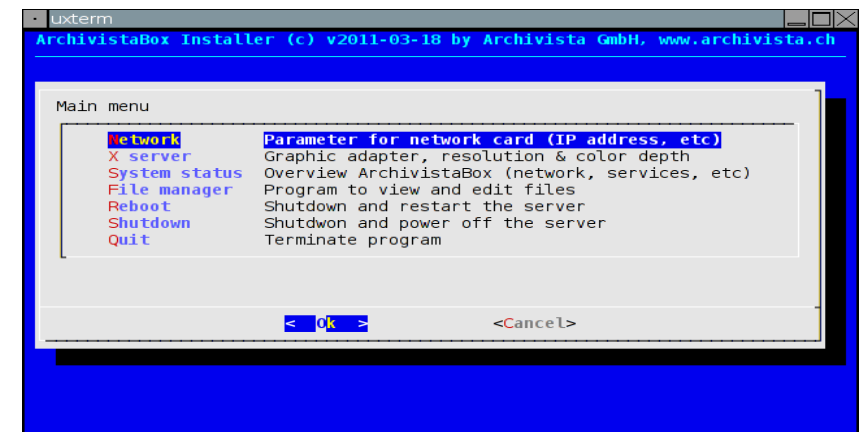 uxterm
ArchivistaBox Installer (c) v2011-03-18 by Archivista GmbH, www.archivista.ch
Main menu
Network Parameter for network card (IP address, etc)
X server Graphic adapter, resolution & color depth
System status Overview ArchivistaBox (network, services, etc)
File manager Program to view and edit files
Reboot Shutdown and restart the server
Shutdown Shutdwon and power off the server
Quit Terminate program
< Ok > <Cancel>